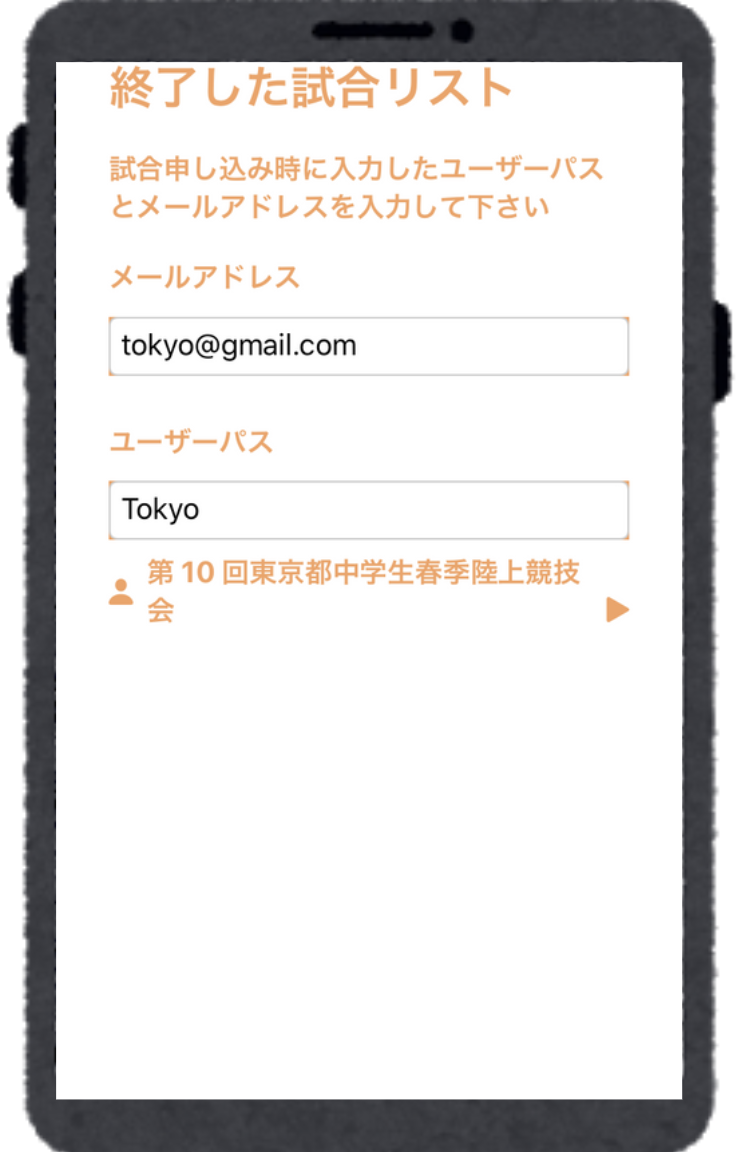 終了した試合リスト
試合申し込み時に入力したユーザーパス
とメールアドレスを入力して下さい
メールアドレス
tokyo@gmail.com
ユーザーパス
Tokyo
第 10 回東京都中学生春季陸上競技
会